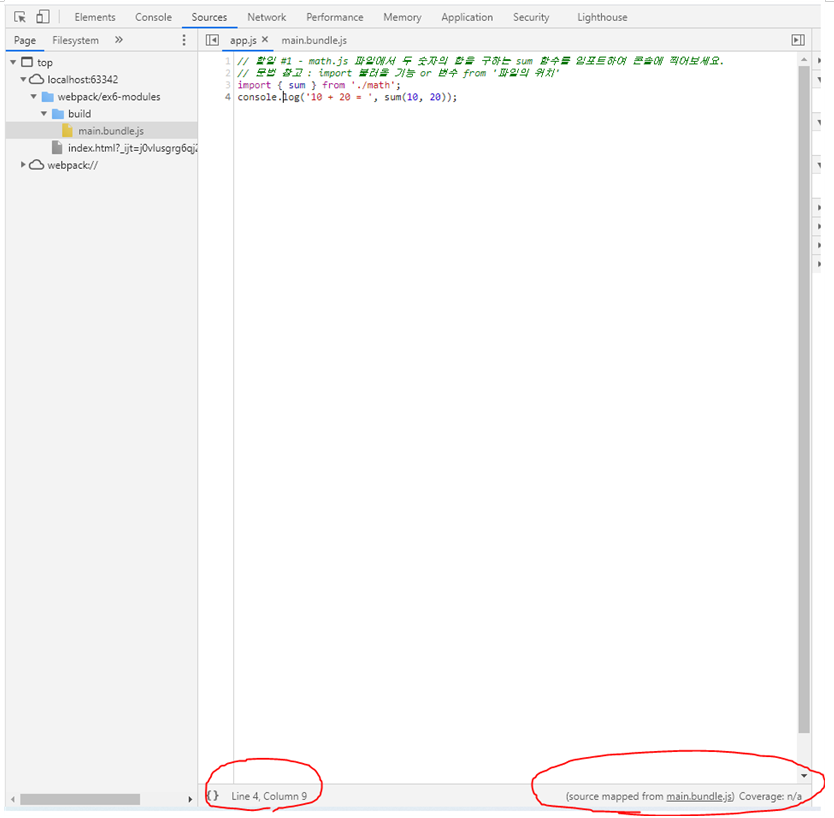 Elements Console Sources Network Performance Memory Application Security Lighthouse
Page Filesystem » app.js × main.bundle.js
top
localhost:63342
webpack/ex6-modules
build
main.bundle.js
index.html?_ijt=j0vlusgrg6qj2
webpack://
1 // 할일 #1 - math.js 파일에서 두 숫자의 합을 구하는 sum 함수를 임포트하여 콘솔에 찍어보세요.
2 // 문법 참고 : import 불러올 기능 or 변수 from '파일의 위치'
3 import { sum } from './math';
4 console.log('10 + 20 = ', sum(10, 20));
{} Line 4, Column 9 (source mapped from main.bundle.js) Coverage: n/a